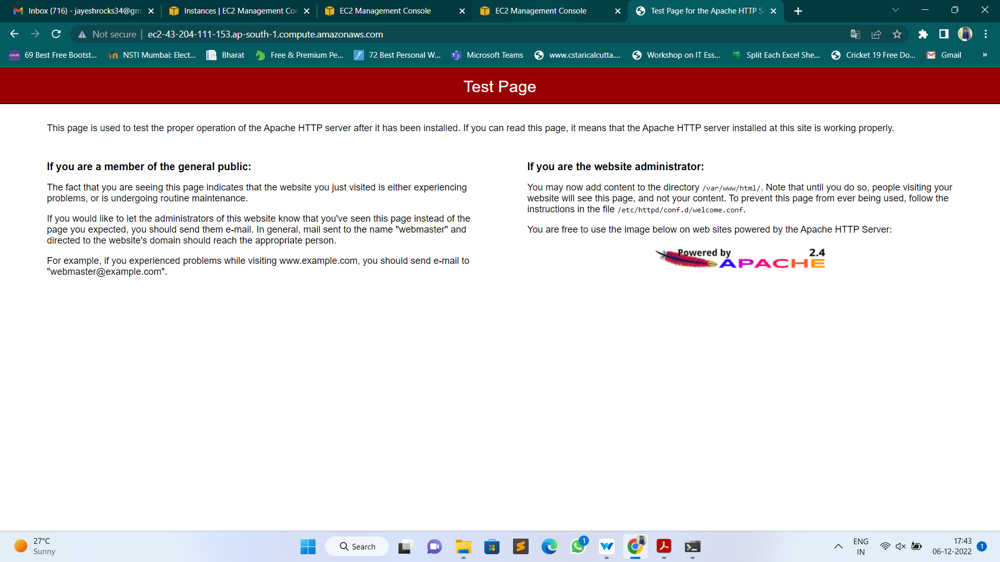 Inbox (716) - jayeshrocks34@gm
Instances | EC2 Management Con
EC2 Management Console
EC2 Management Console
Test Page for the Apache HTTP Se
Not secure
ec2-43-204-111-153.ap-south-1.compute.amazonaws.com
69 Best Free Bootst...
NSTI Mumbai: Elect...
Bharat
Free & Premium Pe...
72 Best Personal W...
Microsoft Teams
www.cstaricalcutta....
Workshop on IT Ess...
Split Each Excel She...
Cricket 19 Free Do...
Gmail
»
Test Page
This page is used to test the proper operation of the Apache HTTP server after it has been installed. If you can read this page, it means that the Apache HTTP server installed at this site is working properly.
If you are a member of the general public:
The fact that you are seeing this page indicates that the website you just visited is either experiencing
problems, or is undergoing routine maintenance.
If you would like to let the administrators of this website know that you've seen this page instead of the
page you expected, you should send them e-mail. In general, mail sent to the name "webmaster" and
directed to the website's domain should reach the appropriate person.
For example, if you experienced problems while visiting www.example.com, you should send e-mail to
"webmaster@example.com".
If you are the website administrator:
You may now add content to the directory /var/www/html/. Note that until you do so, people visiting your
website will see this page, and not your content. To prevent this page from ever being used, follow the
instructions in the file /etc/httpd/conf.d/welcome.conf.
You are free to use the image below on web sites powered by the Apache HTTP Server:
Powered by 2.4
APACHE
27°C
Sunny
Search
1
ENG
IN
17:43
06-12-2022
1